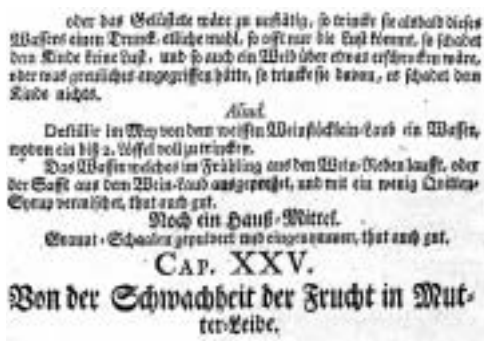 oder das Gelüstete wäre zu unflätig, so trincke sie alsbald dieses
Wassers einen Trunck, etliche mahl, so offt nur die Lust kommt, so schadet
dem Kinde keine Lust, und so auch ein Weib über etwas erschrocken wäre,
oder was greuliches angegriffen hätte, so trincke sie davon, es schadet dem
Kinde nichts.
Aliud.
Destillir im Mey von dem weissen Weinstöcklein-Laub ein Wasser,
wovon ein biß 2. Löffel voll zu trincken.
Das Wasser welches im Frühling aus den Wein-Reben laufft, oder
der Safft aus dem Wein-Laub ausgepresset, und mit ein wenig Quitten-
Syrup vermischet, that auch gut.
Noch ein Hauß-Mittel.
Granat-Schaalen gepulvert und eingenommen, that auch gut.
CAP. XXV.
Von der Schwachheit der Frucht in Mut-
ter-Leibe.